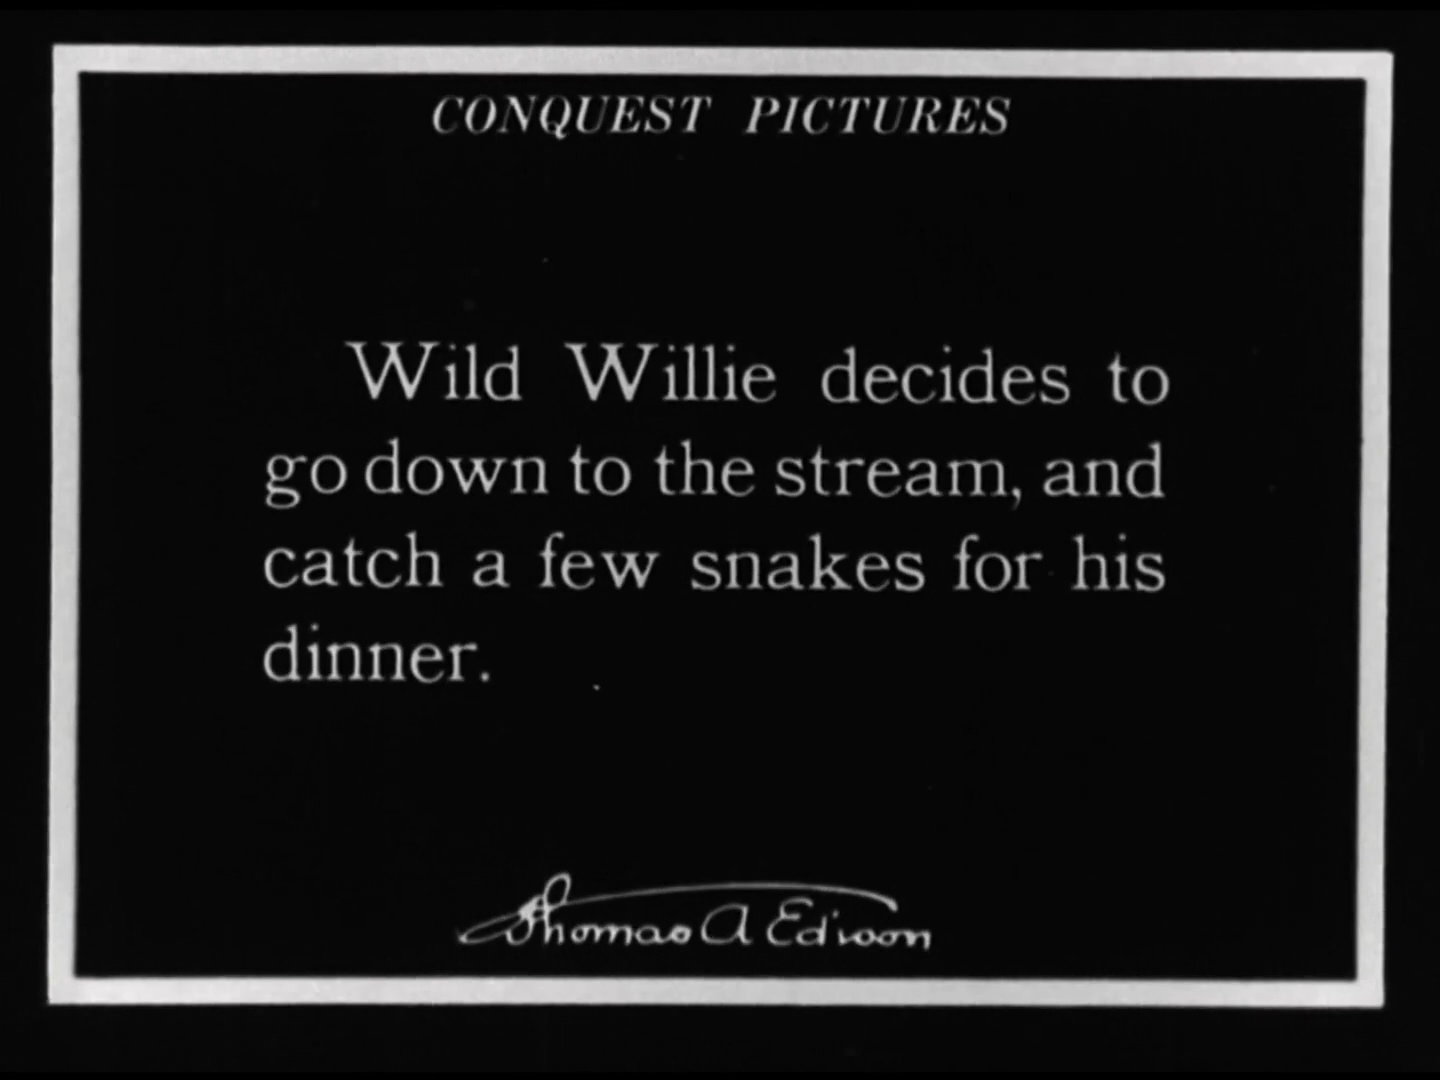 CONQUEST PICTURES
Wild Willie decides to
go down to the stream, and
catch a few snakes for his
dinner.
Thomas A Edison